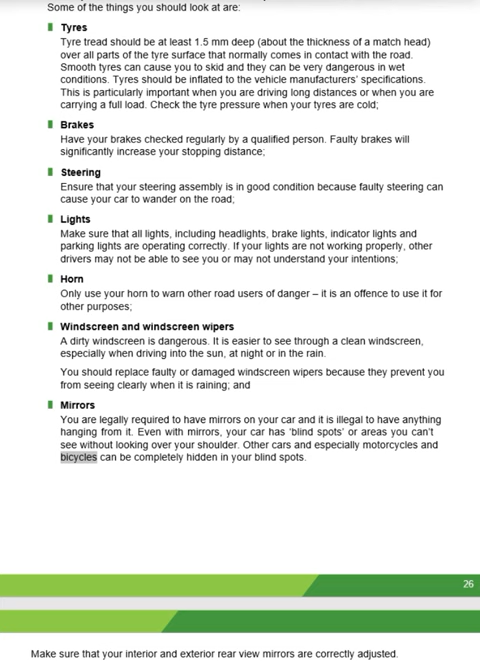 Some of the things you should look at are:
Tyres
Tyre tread should be at least 1.5 mm deep (about the thickness of a match head)
over all parts of the tyre surface that normally comes in contact with the road.
Smooth tyres can cause you to skid and they can be very dangerous in wet
conditions. Tyres should be inflated to the vehicle manufacturers' specifications.
This is particularly important when you are driving long distances or when you are
carrying a full load. Check the tyre pressure when your tyres are cold;
Brakes
Have your brakes checked regularly by a qualified person. Faulty brakes will
significantly increase your stopping distance;
Steering
Ensure that your steering assembly is in good condition because faulty steering can
cause your car to wander on the road;
Lights
Make sure that all lights, including headlights, brake lights, indicator lights and
parking lights are operating correctly. If your lights are not working properly, other
drivers may not be able to see you or may not understand your intentions;
Horn
Only use your horn to warn other road users of danger – it is an offence to use it for
other purposes;
Windscreen and windscreen wipers
A dirty windscreen is dangerous. It is easier to see through a clean windscreen,
especially when driving into the sun, at night or in the rain.
You should replace faulty or damaged windscreen wipers because they prevent you
from seeing clearly when it is raining; and
Mirrors
You are legally required to have mirrors on your car and it is illegal to have anything
hanging from it. Even with mirrors, your car has 'blind spots' or areas you can't
see without looking over your shoulder. Other cars and especially motorcycles and
bicycles can be completely hidden in your blind spots.
26
Make sure that your interior and exterior rear view mirrors are correctly adjusted.